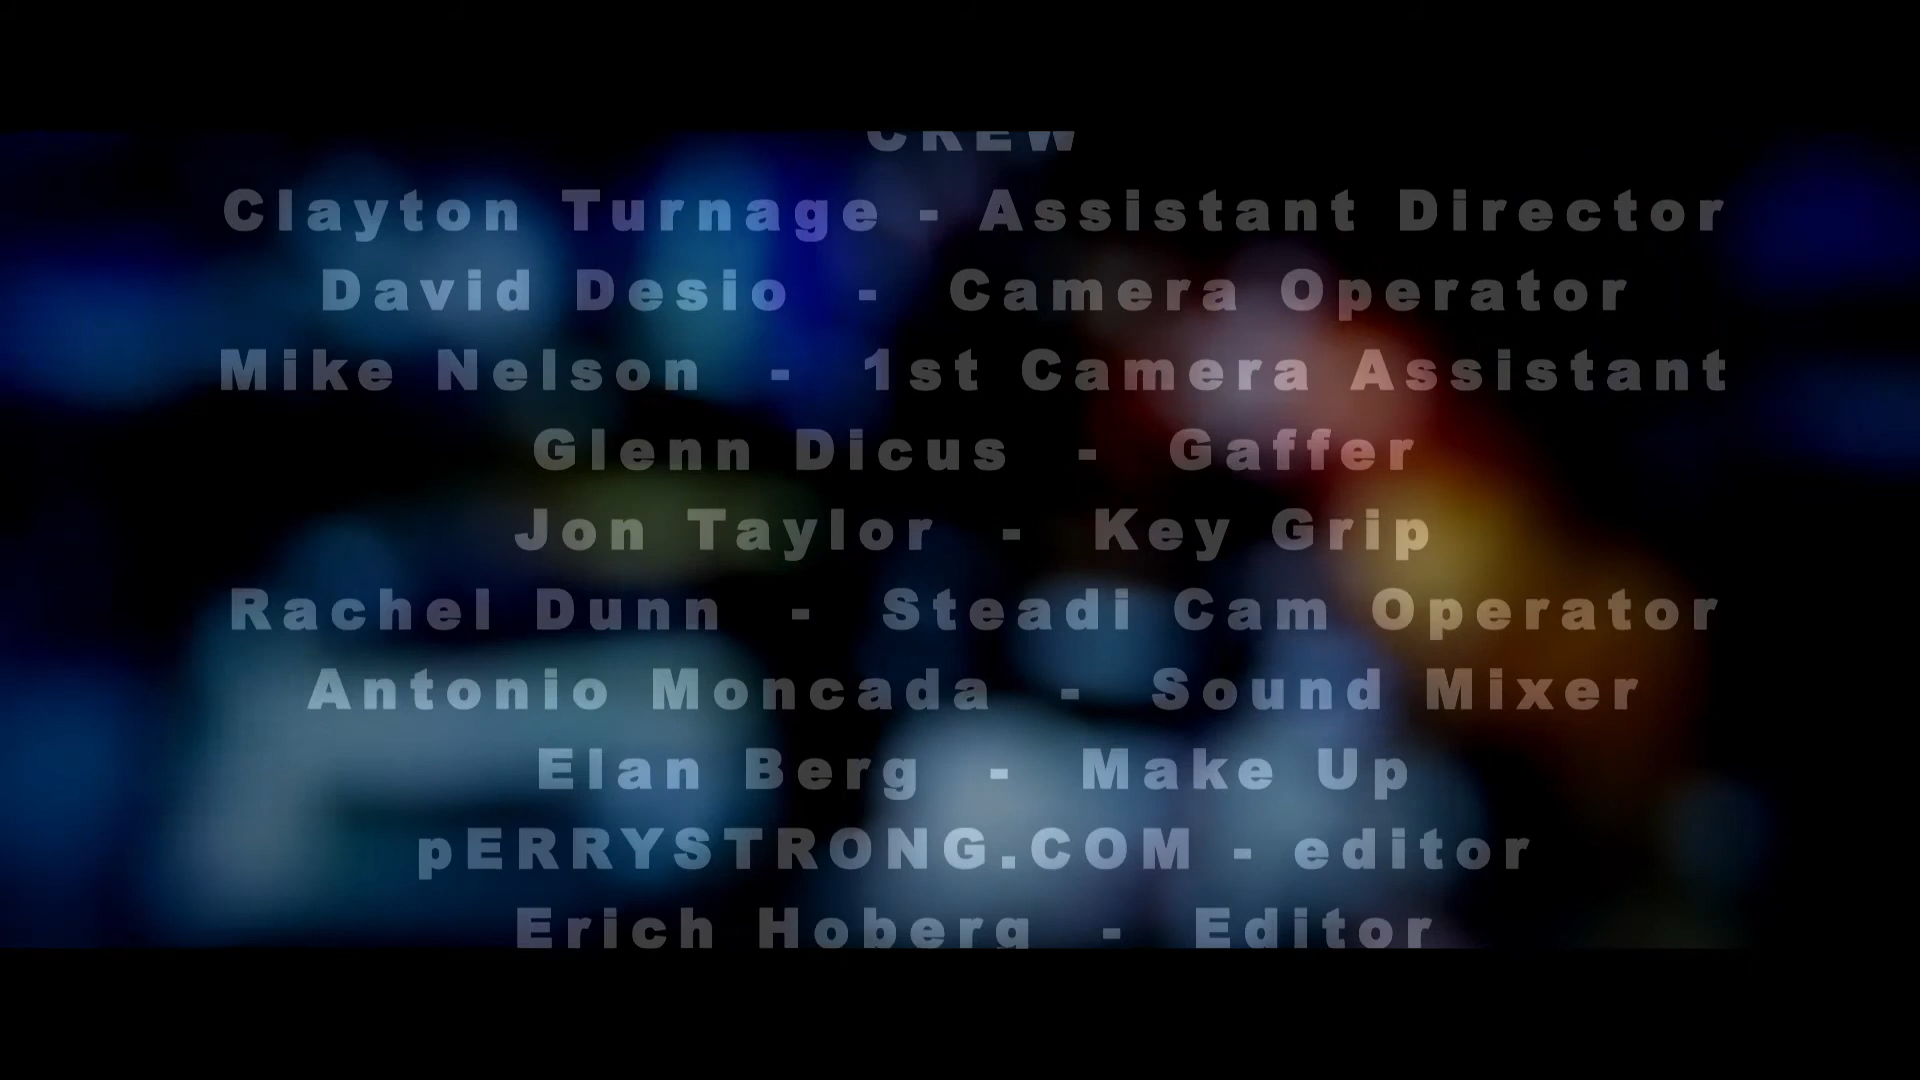 CREW
Clayton Turnage - Assistant Director
David Desio - Camera Operator
Mike Nelson - 1st Camera Assistant
Glenn Dicus - Gaffer
Jon Taylor - Key Grip
Rachel Dunn - Steadi Cam Operator
Antonio Moncada - Sound Mixer
Elan Berg - Make Up
pERRYSTRONG.COM - editor
Erich Hoberg - Editor